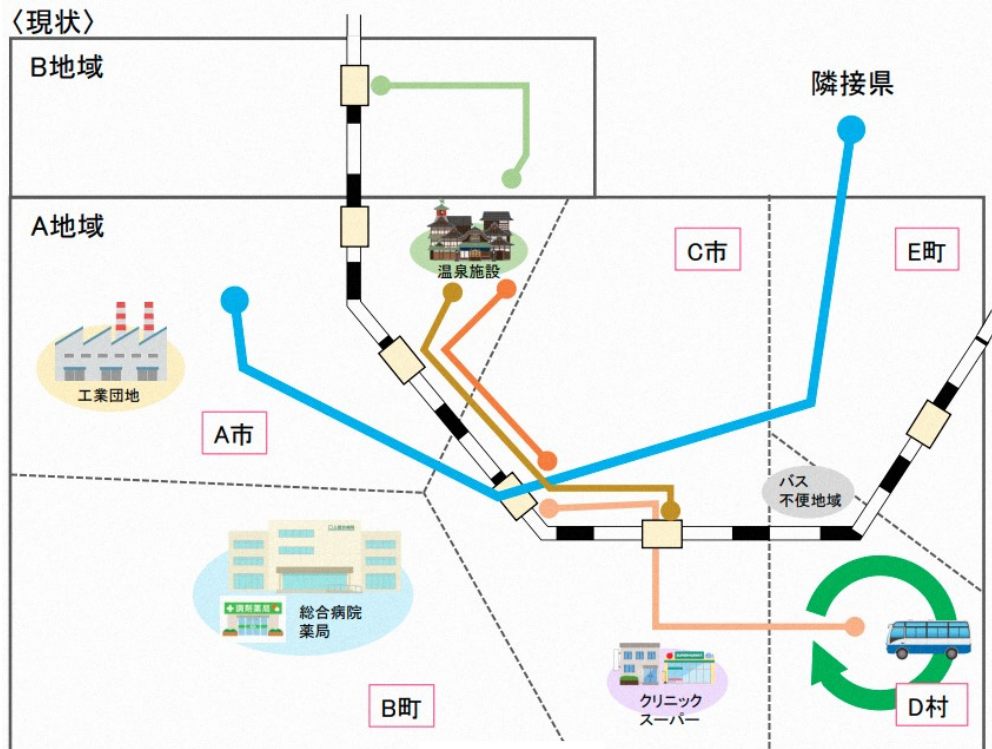 〈現状〉
B地域
隣接県
A地域
C市
E町
温泉施設
工業団地
A市
バス
不便地域
調剤薬局
総合病院
薬局
B町
クリニック
スーパー
D村